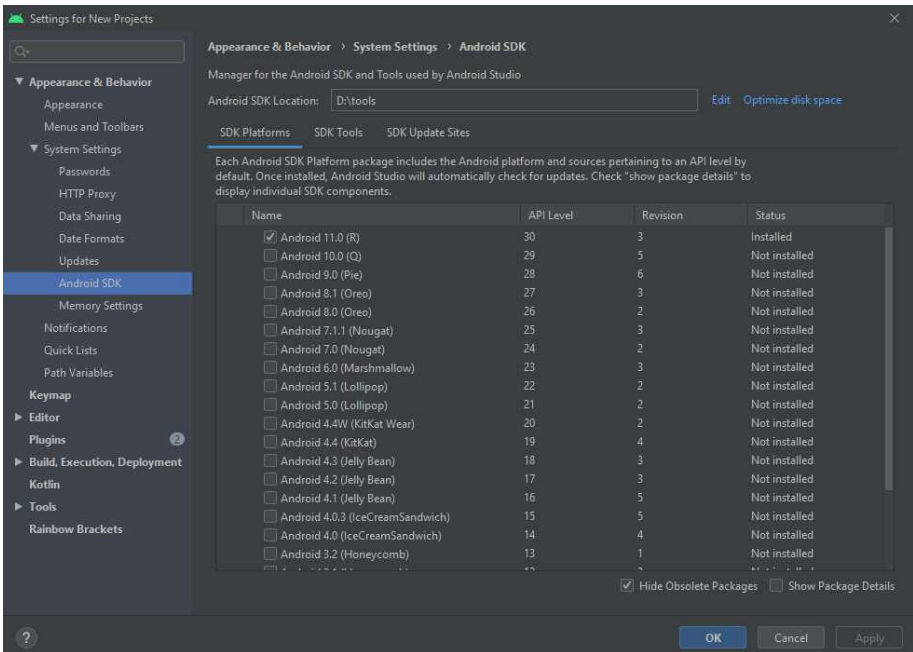 Settings for New Projects
Appearance & Behavior
Appearance
Menus and Toolbars
System Settings
Passwords
HTTP Proxy
Data Sharing
Date Formats
Updates
Android SDK
Memory Settings
Notifications
Quick Lists
Path Variables
Keymap
Editor
Plugins 2
Build, Execution, Deployment
Kotlin
Tools
Rainbow Brackets
Appearance & Behavior › System Settings › Android SDK
Manager for the Android SDK and Tools used by Android Studio
Android SDK Location: D:\tools Edit Optimize disk space
SDK Platforms SDK Tools SDK Update Sites
Each Android SDK Platform package includes the Android platform and sources pertaining to an API level by
default. Once installed, Android Studio will automatically check for updates. Check "show package details" to
display individual SDK components.
Name API Level Revision Status
Android 11.0 (R) 30 3 Installed
Android 10.0 (Q) 29 5 Not installed
Android 9.0 (Pie) 28 6 Not installed
Android 8.1 (Oreo) 27 3 Not installed
Android 8.0 (Oreo) 26 2 Not installed
Android 7.1.1 (Nougat) 25 3 Not installed
Android 7.0 (Nougat) 24 2 Not installed
Android 6.0 (Marshmallow) 23 3 Not installed
Android 5.1 (Lollipop) 22 2 Not installed
Android 5.0 (Lollipop) 21 2 Not installed
Android 4.4W (KitKat Wear) 20 2 Not installed
Android 4.4 (KitKat) 19 4 Not installed
Android 4.3 (Jelly Bean) 18 3 Not installed
Android 4.2 (Jelly Bean) 17 3 Not installed
Android 4.1 (Jelly Bean) 16 5 Not installed
Android 4.0.3 (IceCreamSandwich) 15 5 Not installed
Android 4.0 (IceCreamSandwich) 14 4 Not installed
Android 3.2 (Honeycomb) 13 1 Not installed
Hide Obsolete Packages Show Package Details
? OK Cancel Apply